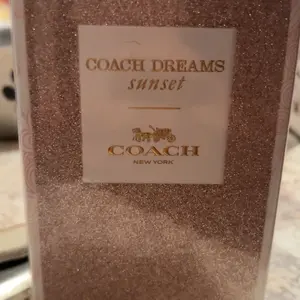 COACH DREAMS
sunset
COACH
NEW YORK